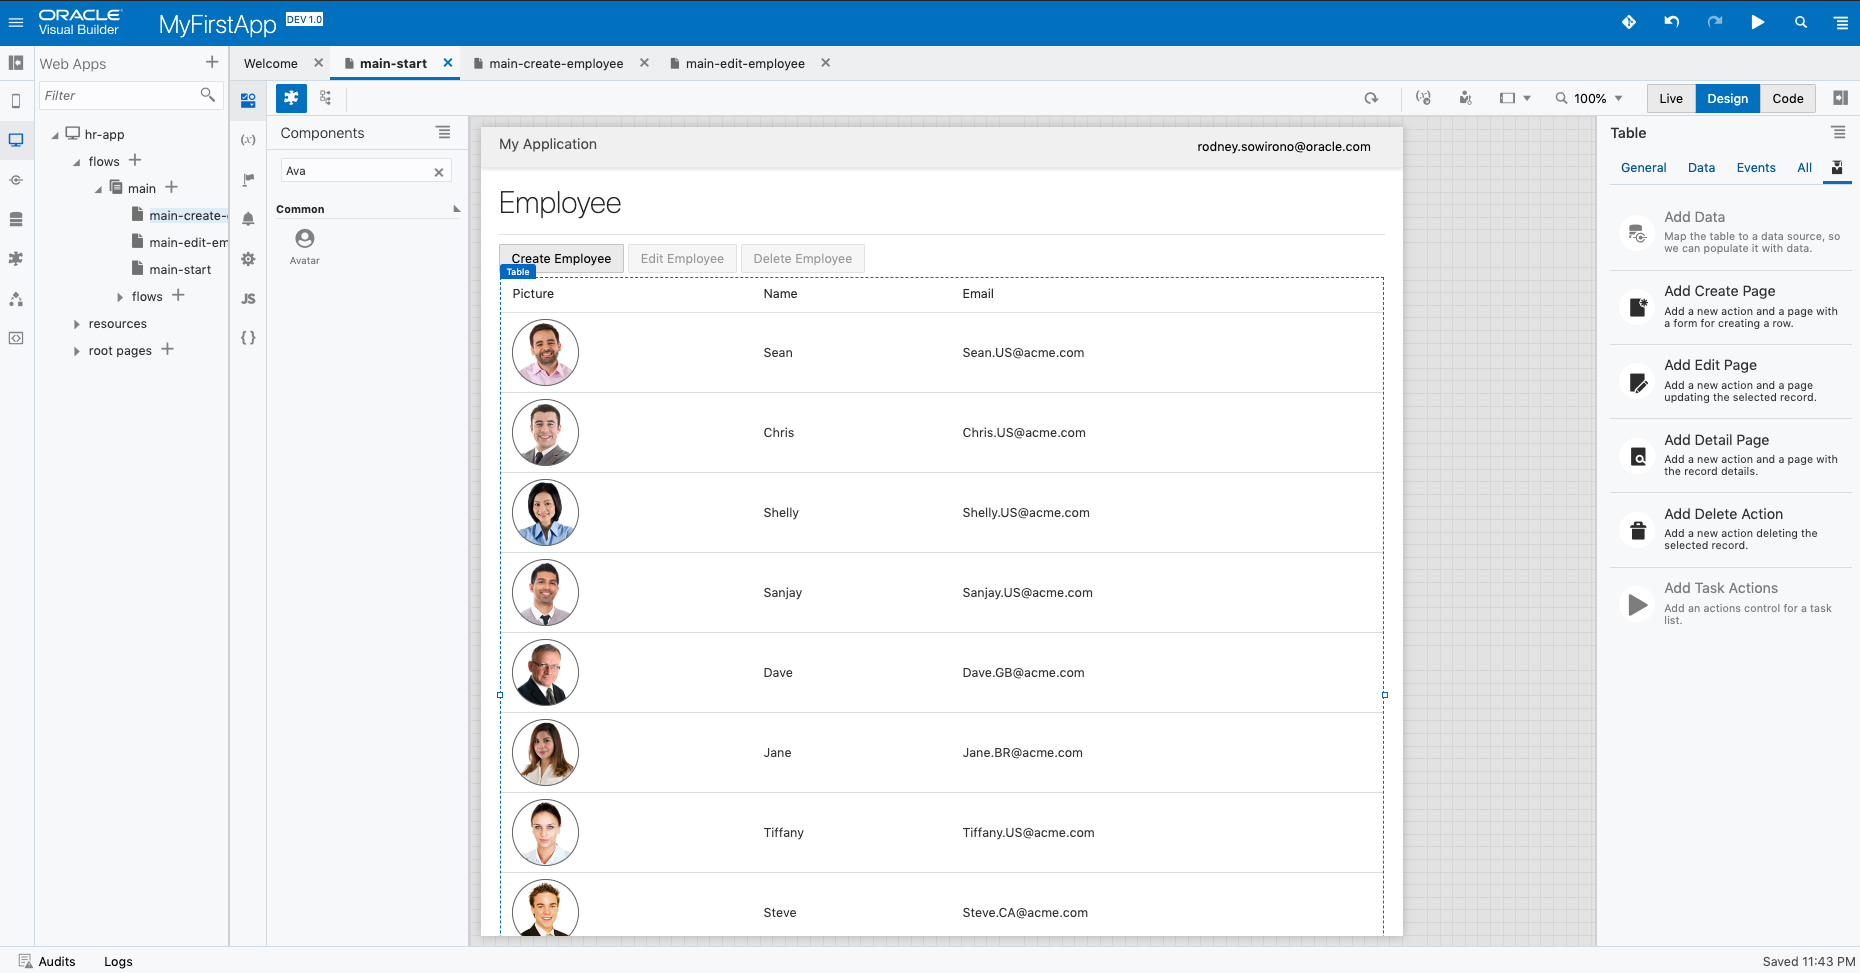 ORACLE
Visual Builder
MyFirstApp DEV 1.0
Web Apps
Welcome
main-start
main-create-employee
main-edit-employee
Filter
100%
Live
Design
Code
hr-app
flows
main
main-create-
main-edit-em
main-start
flows
resources
root pages
(x)
JS
{ }
Components
Ava
Common
Avatar
My Application
rodney.sowirono@oracle.com
Employee
Create Employee
Edit Employee
Delete Employee
Table
Picture Name Email
Sean Sean.US@acme.com
Chris Chris.US@acme.com
Shelly Shelly.US@acme.com
Sanjay Sanjay.US@acme.com
Dave Dave.GB@acme.com
Jane Jane.BR@acme.com
Tiffany Tiffany.US@acme.com
Steve Steve.CA@acme.com
Table
General Data Events All
Add Data
Map the table to a data source, so
we can populate it with data.
Add Create Page
Add a new action and a page with
a form for creating a row.
Add Edit Page
Add a new action and a page
updating the selected record.
Add Detail Page
Add a new action and a page with
the record details.
Add Delete Action
Add a new action deleting the
selected record.
Add Task Actions
Add an actions control for a task
list.
Audits
Logs
Saved 11:43 PM